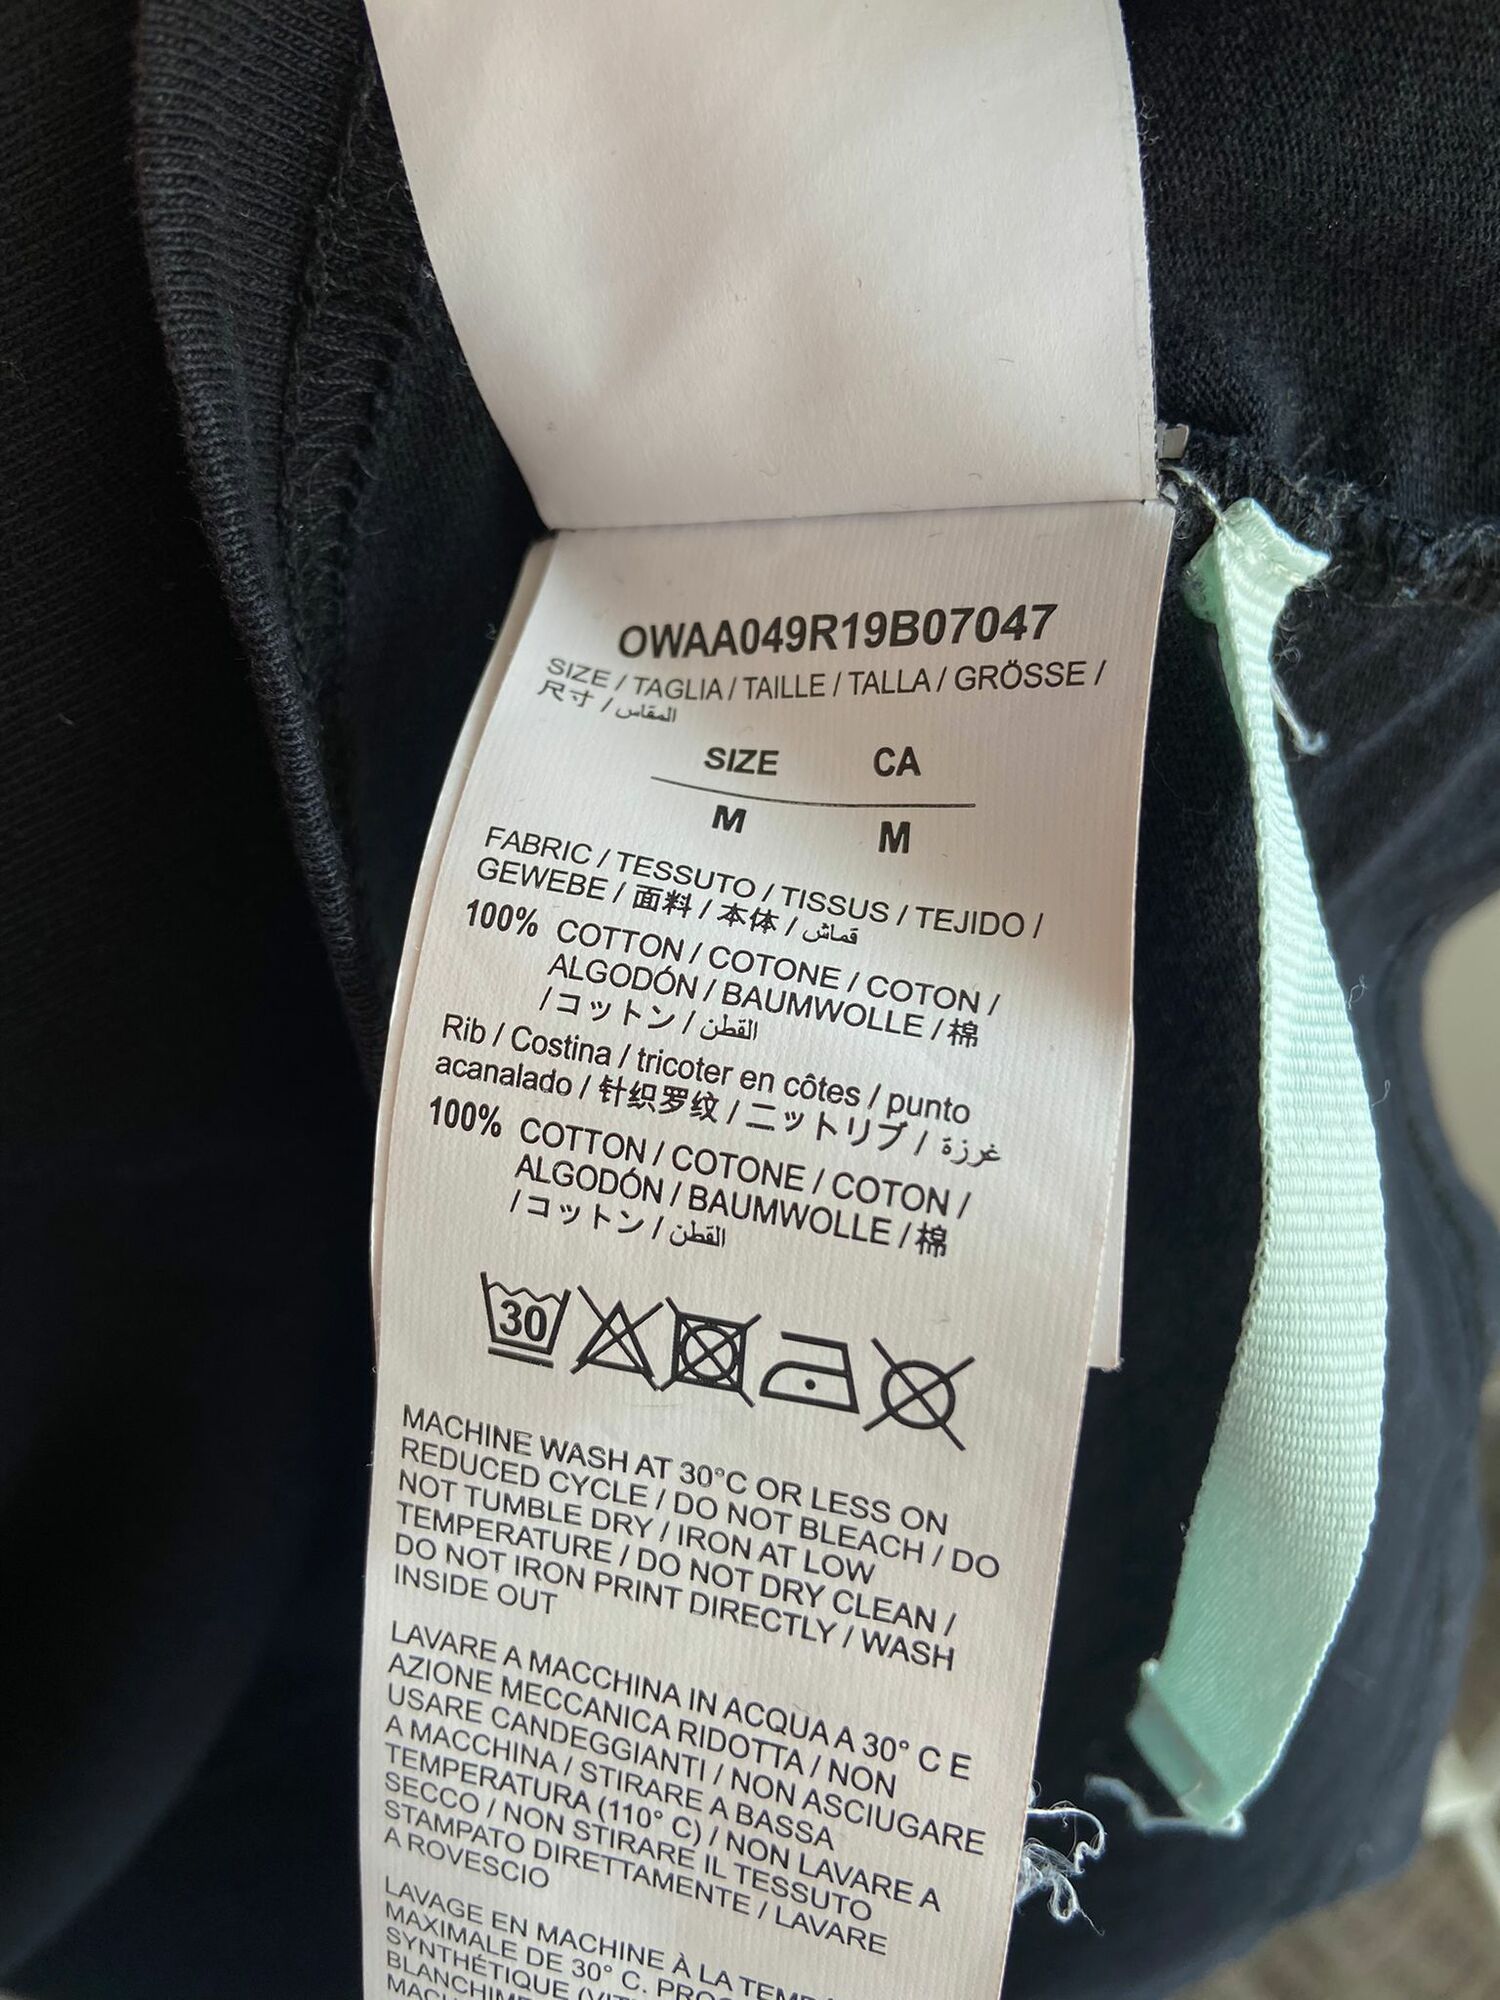 OWAA049R19B07047
SIZE / TAGLIA / TAILLE / TALLA / GRÖSSE /
尺寸 / المقاس
SIZE CA
M M
FABRIC / TESSUTO / TISSUS / TEJIDO /
GEWEBE / 面料 / 本体 / قماش
100% COTTON / COTONE / COTON /
ALGODÓN / BAUMWOLLE / 棉
/ コットン / القطن
Rib / Costina / tricoter en côtes / punto
acanalado / 针织罗纹 / ニットリブ / غرزة
100% COTTON / COTONE / COTON /
ALGODÓN / BAUMWOLLE / 棉
/ コットン / القطن
30
MACHINE WASH AT 30°C OR LESS ON
REDUCED CYCLE / DO NOT BLEACH / DO
NOT TUMBLE DRY / IRON AT LOW
TEMPERATURE / DO NOT DRY CLEAN /
DO NOT IRON PRINT DIRECTLY / WASH
INSIDE OUT
LAVARE A MACCHINA IN ACQUA A 30° C E
AZIONE MECCANICA RIDOTTA / NON
USARE CANDEGGIANTI / NON ASCIUGARE
A MACCHINA / STIRARE A BASSA
TEMPERATURA (110° C) / NON LAVARE A
SECCO / NON STIRARE IL TESSUTO
STAMPATO DIRETTAMENTE / LAVARE
A ROVESCIO
LAVAGE EN MACHINE À LA TEMP
MAXIMALE DE 30° C. PROC
SYNTHÉTIQUE (VIT
BLANCHIM
MACH